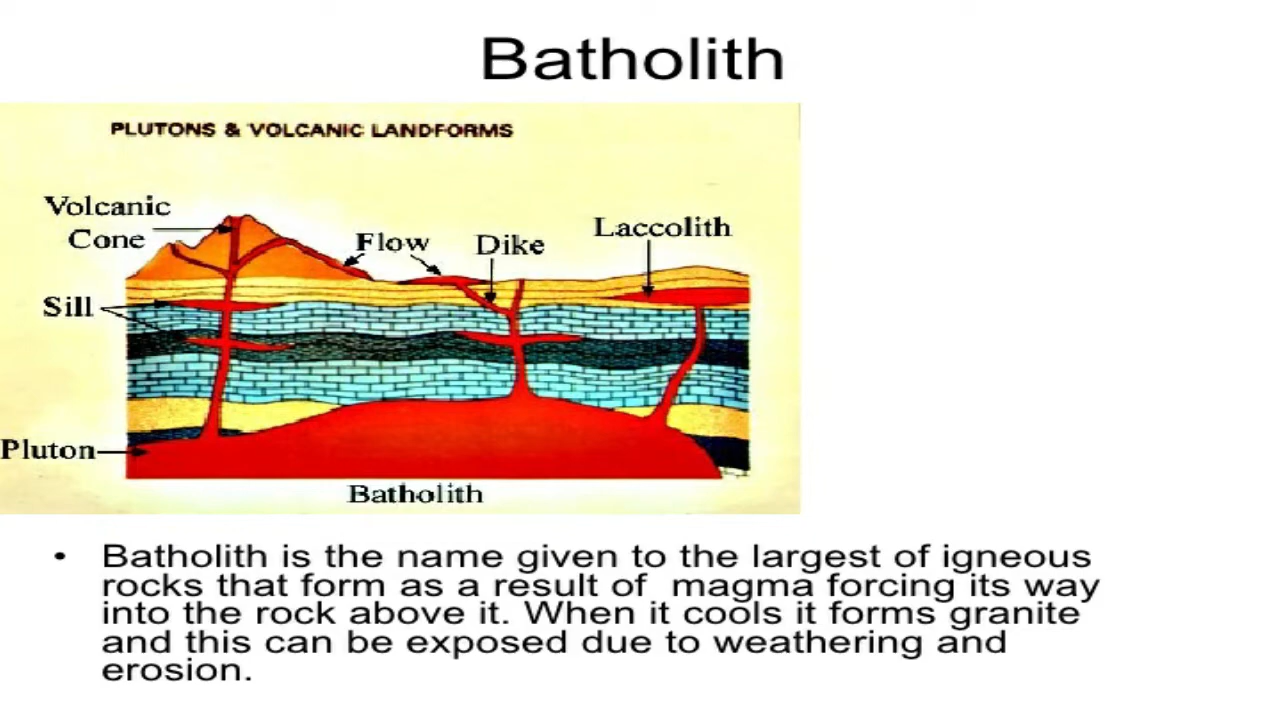 Batholith
PLUTONS & VOLCANIC LANDFORMS
Volcanic
Cone
Flow
Dike
Laccolith
Sill
Pluton
Batholith
• Batholith is the name given to the largest of igneous
rocks that form as a result of  magma forcing its way
into the rock above it. When it cools it forms granite
and this can be exposed due to weathering and
erosion.